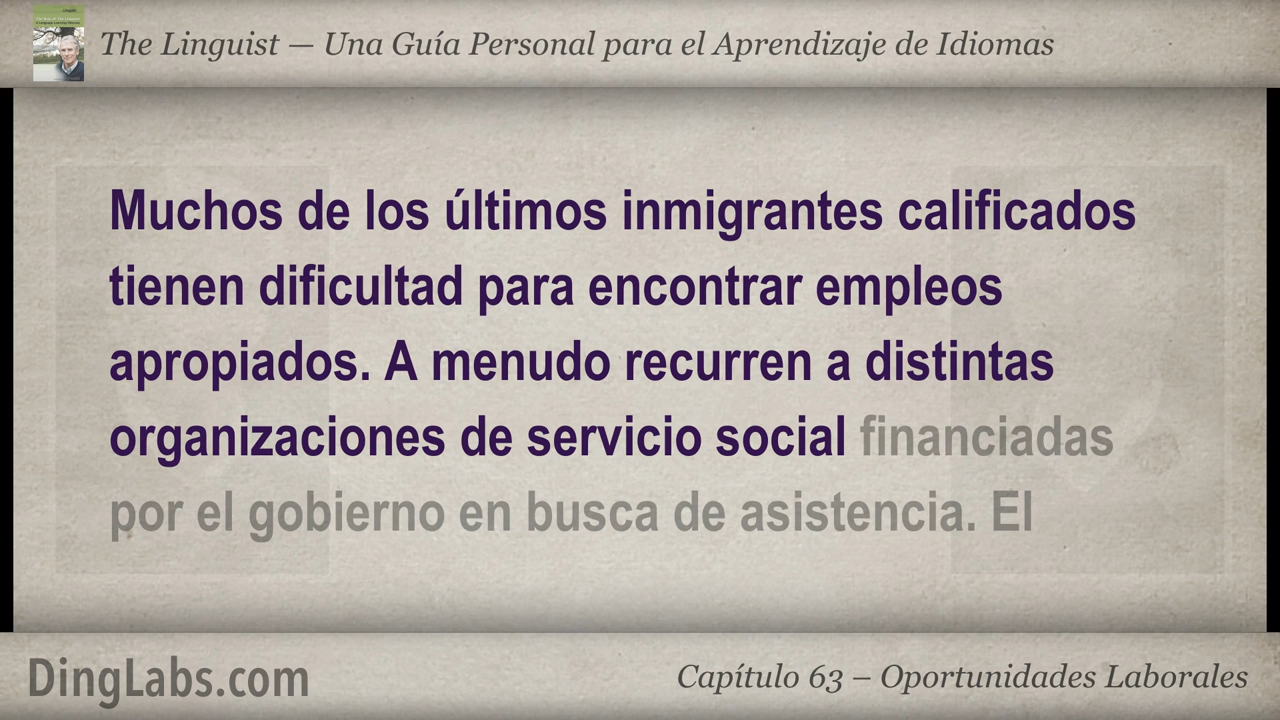 The Linguist — Una Guía Personal para el Aprendizaje de Idiomas
Muchos de los últimos inmigrantes calificados
tienen dificultad para encontrar empleos
apropiados. A menudo recurren a distintas
organizaciones de servicio social financiadas
por el gobierno en busca de asistencia. El
DingLabs.com
Capítulo 63 – Oportunidades Laborales